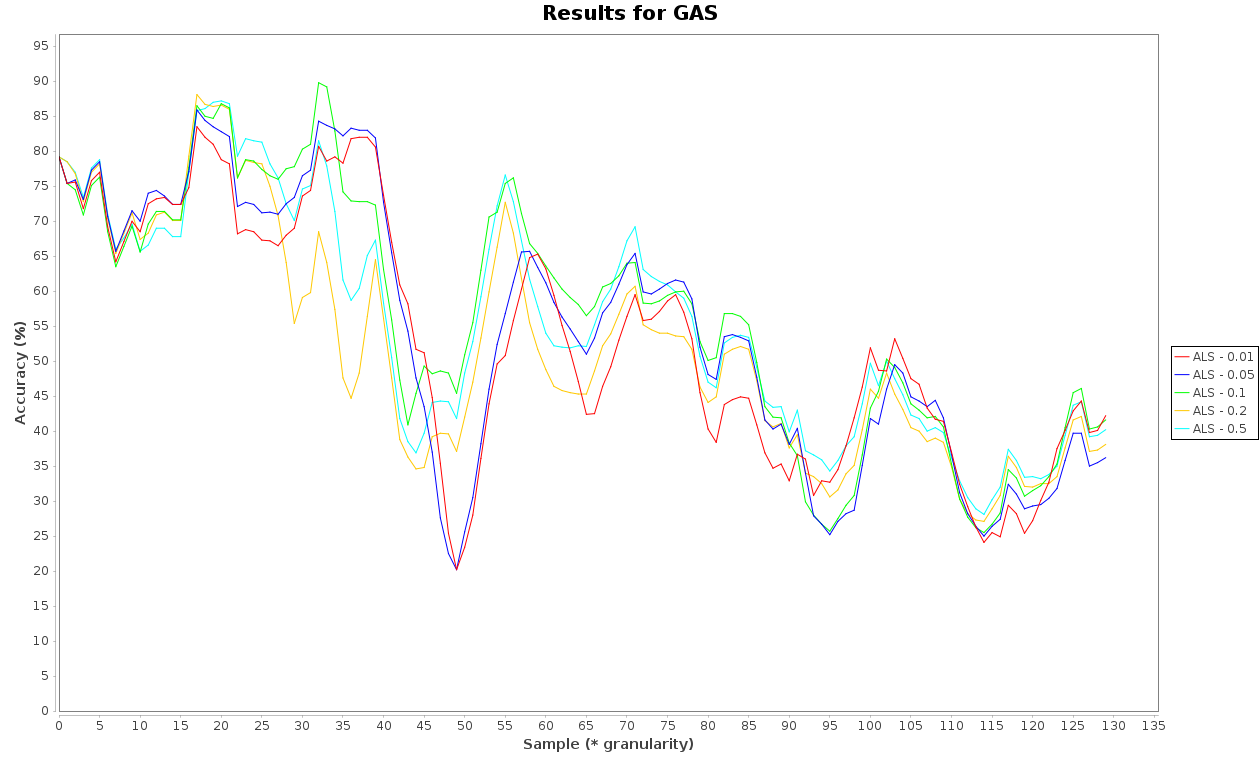 Results for GAS
Accuracy (%)
95
90
85
80
75
70
65
60
55
50
45
40
35
30
25
20
15
10
5
0
0 5 10 15 20 25 30 35 40 45 50 55 60 65 70 75 80 85 90 95 100 105 110 115 120 125 130 135
Sample (* granularity)
ALS - 0.01
ALS - 0.05
ALS - 0.1
ALS - 0.2
ALS - 0.5